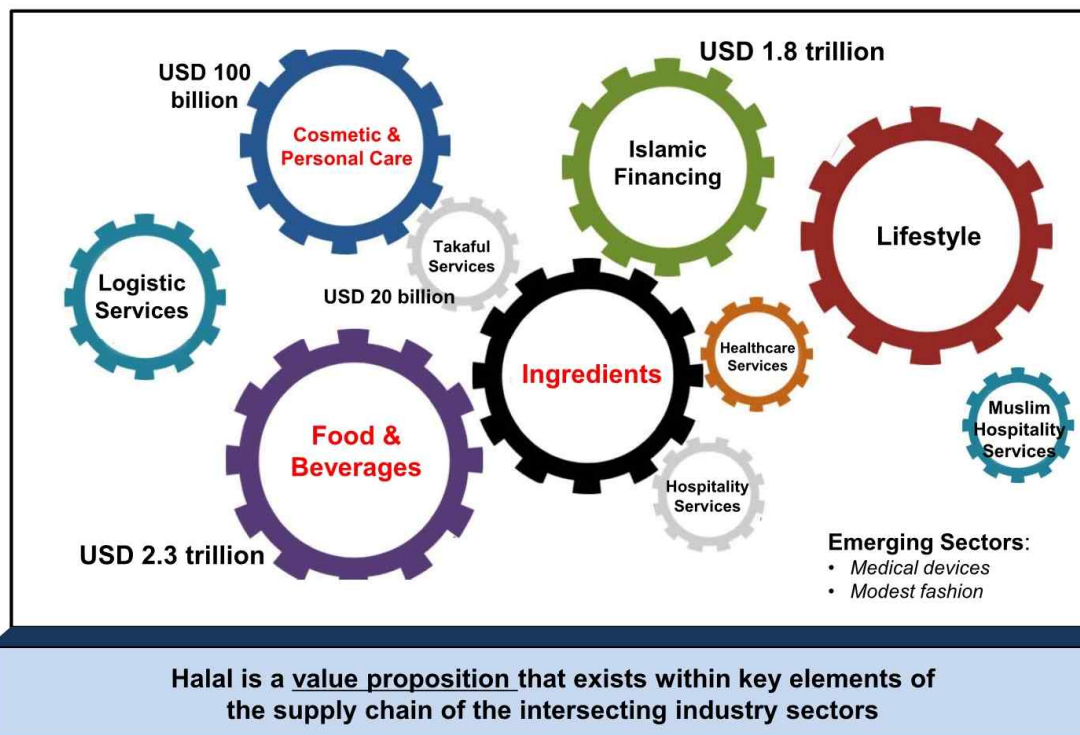 USD 100
billion
Cosmetic &
Personal Care
USD 1.8 trillion
Islamic
Financing
Lifestyle
Logistic
Services
Takaful
Services
USD 20 billion
Ingredients
Healthcare
Services
Food &
Beverages
Muslim
Hospitality
Services
Hospitality
Services
USD 2.3 trillion
Emerging Sectors:
• Medical devices
• Modest fashion
Halal is a value proposition that exists within key elements of
the supply chain of the intersecting industry sectors